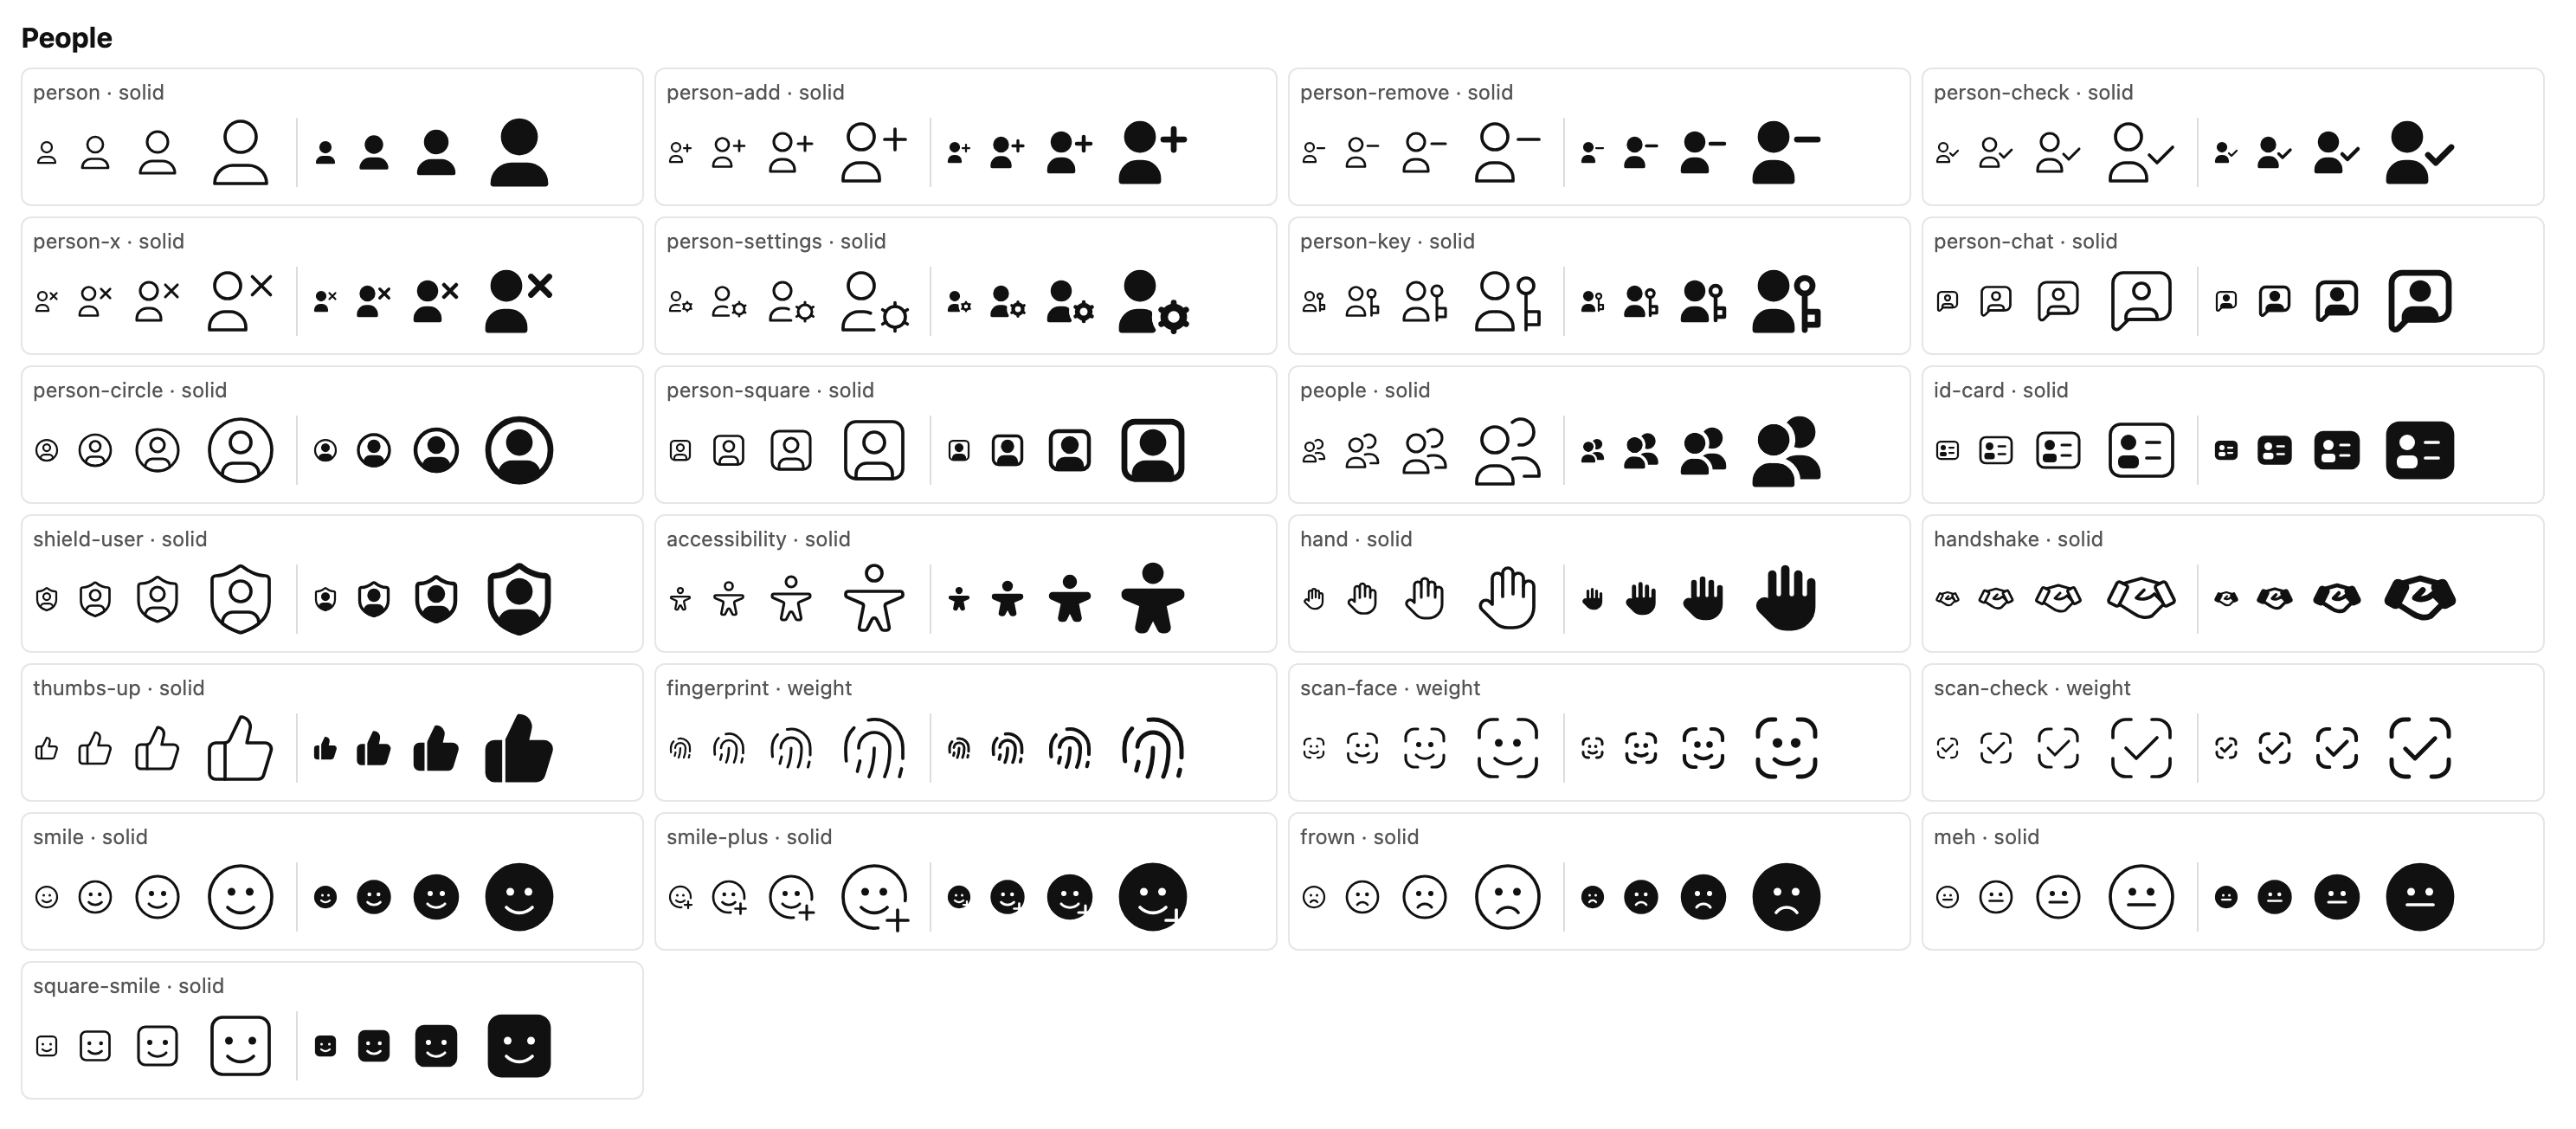 People
person · solid
person-add · solid
person-remove · solid
person-check · solid
person-x · solid
person-settings · solid
person-key · solid
person-chat · solid
person-circle · solid
person-square · solid
people · solid
id-card · solid
shield-user · solid
accessibility · solid
hand · solid
handshake · solid
thumbs-up · solid
fingerprint · weight
scan-face · weight
scan-check · weight
smile · solid
smile-plus · solid
frown · solid
meh · solid
square-smile · solid